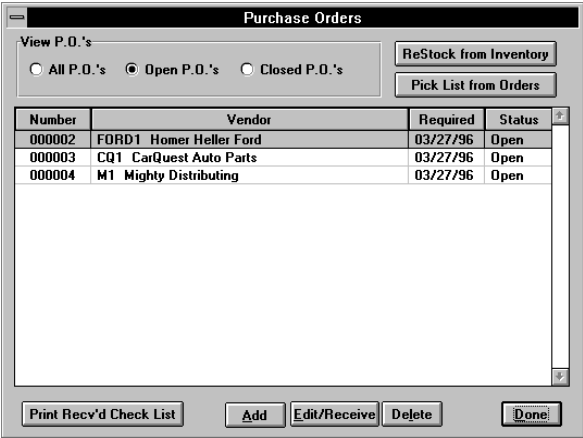 Purchase Orders
View P.O.'s
All P.O.'s Open P.O.'s Closed P.O.'s
ReStock from Inventory
Pick List from Orders
Number Vendor Required Status
000002 FORD1 Homer Heller Ford 03/27/96 Open
000003 CQ1 CarQuest Auto Parts 03/27/96 Open
000004 M1 Mighty Distributing 03/27/96 Open
Print Recv'd Check List Add Edit/Receive Delete Done